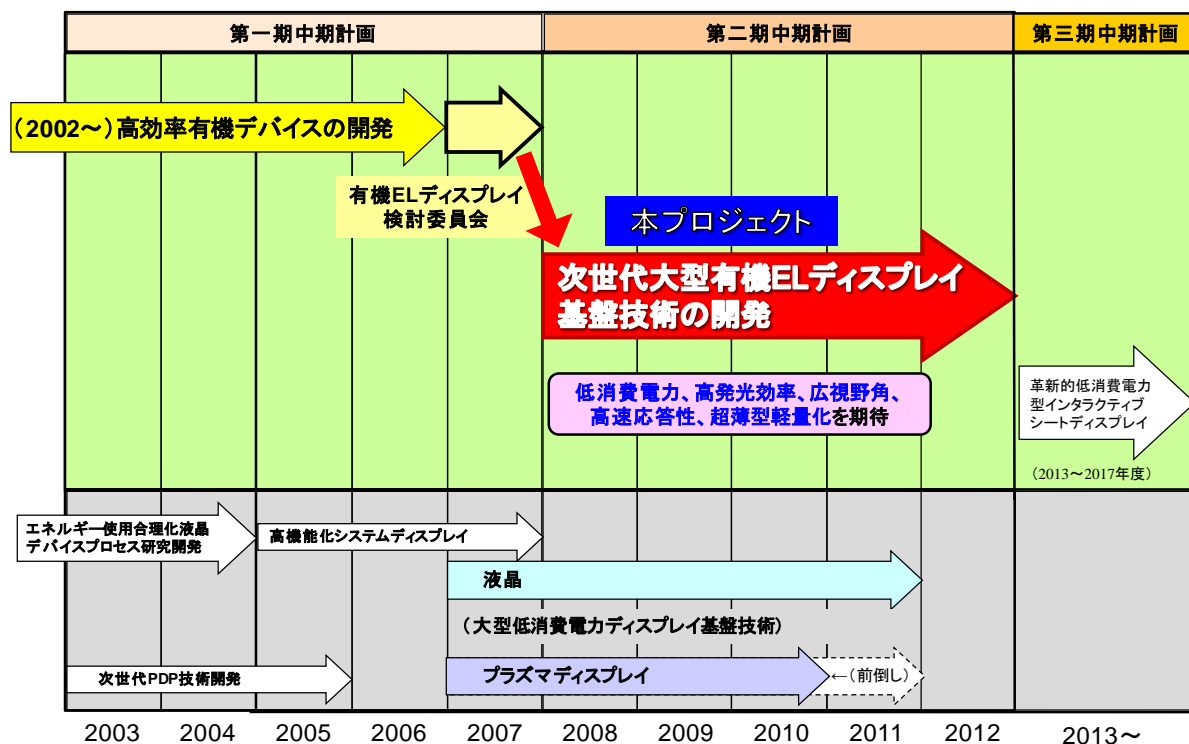 第一期中期計画
第二期中期計画
第三期中期計画
（2002～）高効率有機デバイスの開発
有機ELディスプレイ
検討委員会
本プロジェクト
次世代大型有機ELディスプレイ
基盤技術の開発
低消費電力、高発光効率、広視野角、
高速応答性、超薄型軽量化を期待
革新的低消費電力
型インタラクティブ
シートディスプレイ
（2013～2017年度）
エネルギー使用合理化液晶
デバイスプロセス研究開発
高機能化システムディスプレイ
液晶
（大型低消費電力ディスプレイ基盤技術）
次世代PDP技術開発
プラズマディスプレイ
←（前倒し）
2003
2004
2005
2006
2007
2008
2009
2010
2011
2012
2013～